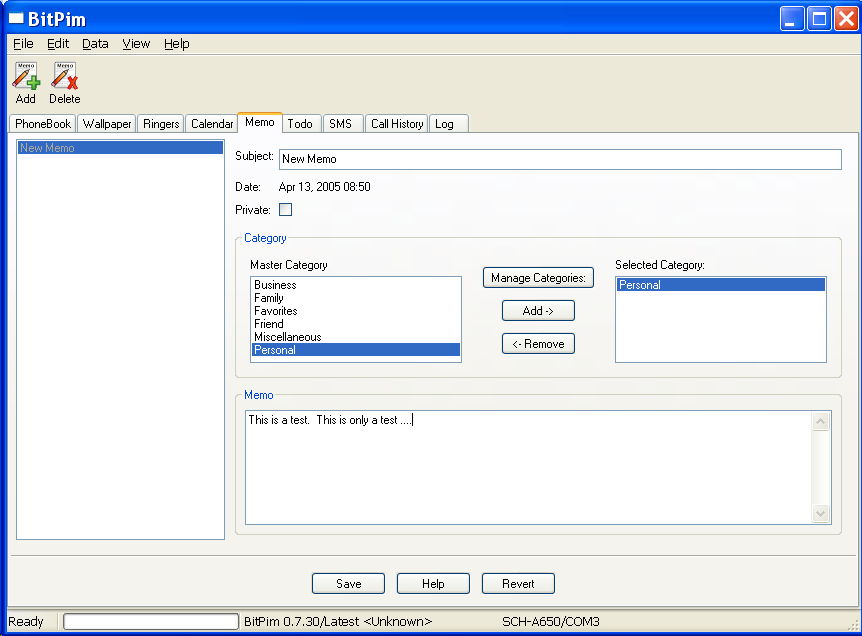 BitPim
File Edit Data View Help
Memo Memo
Add Delete
PhoneBook Wallpaper Ringers Calendar Memo Todo SMS Call History Log
New Memo
Subject: New Memo
Date: Apr 13, 2005 08:50
Private:
Category
Master Category
Business
Family
Favorites
Friend
Miscellaneous
Personal
Manage Categories:
Add ->
<- Remove
Selected Category:
Personal
Memo
This is a test.  This is only a test ....
Save Help Revert
Ready BitPim 0.7.30/Latest <Unknown> SCH-A650/COM3